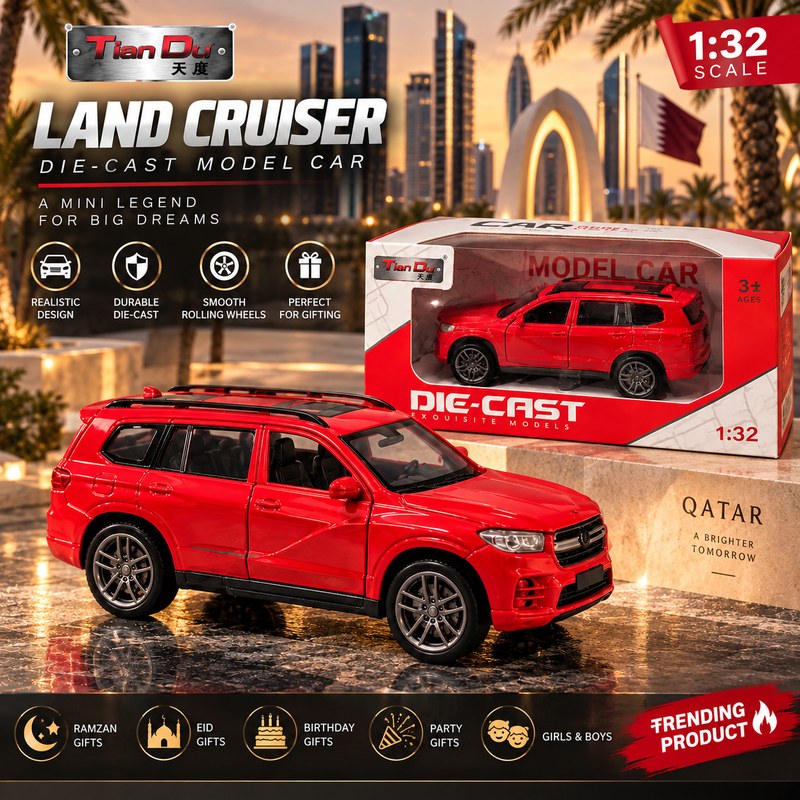 Tian Du
天度
1:32
SCALE
LAND CRUISER
DIE-CAST MODEL CAR
A MINI LEGEND
FOR BIG DREAMS
REALISTIC
DESIGN
DURABLE
DIE-CAST
SMOOTH
ROLLING WHEELS
PERFECT
FOR GIFTING
CAR
Tian Du
天度
MODEL CAR
3+
AGES
DIE-CAST
EXQUISITE MODELS
1:32
QATAR
A BRIGHTER
TOMORROW
RAMZAN
GIFTS
EID
GIFTS
BIRTHDAY
GIFTS
PARTY
GIFTS
GIRLS & BOYS
TRENDING
PRODUCT